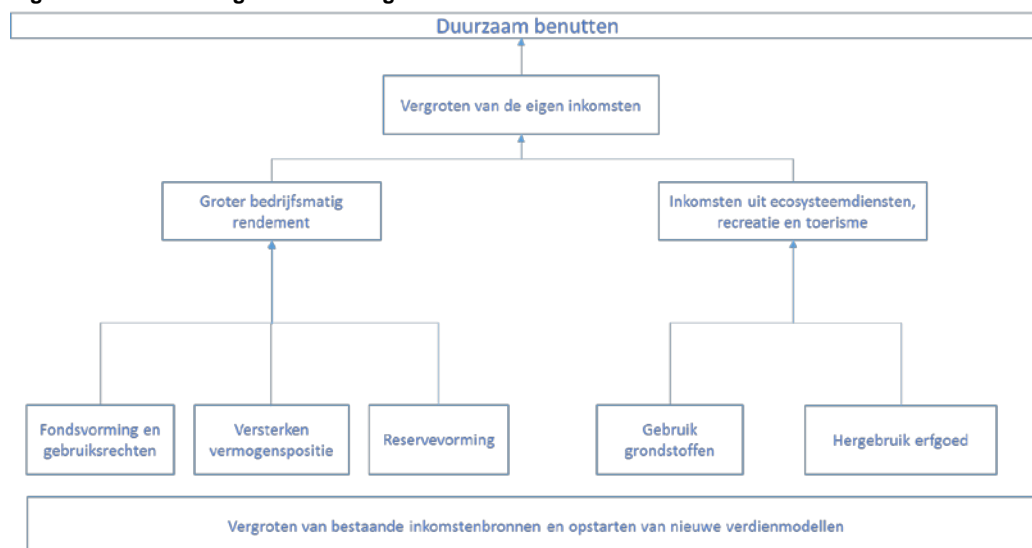 Duurzaam benutten
Vergroten van de eigen inkomsten
Groter bedrijfsmatig
rendement
Inkomsten uit ecosysteemdiensten,
recreatie en toerisme
Fondsvorming en
gebruiksrechten
Versterken
vermogenspositie
Reservevorming
Gebruik
grondstoffen
Hergebruik erfgoed
Vergroten van bestaande inkomstenbronnen en opstarten van nieuwe verdienmodellen